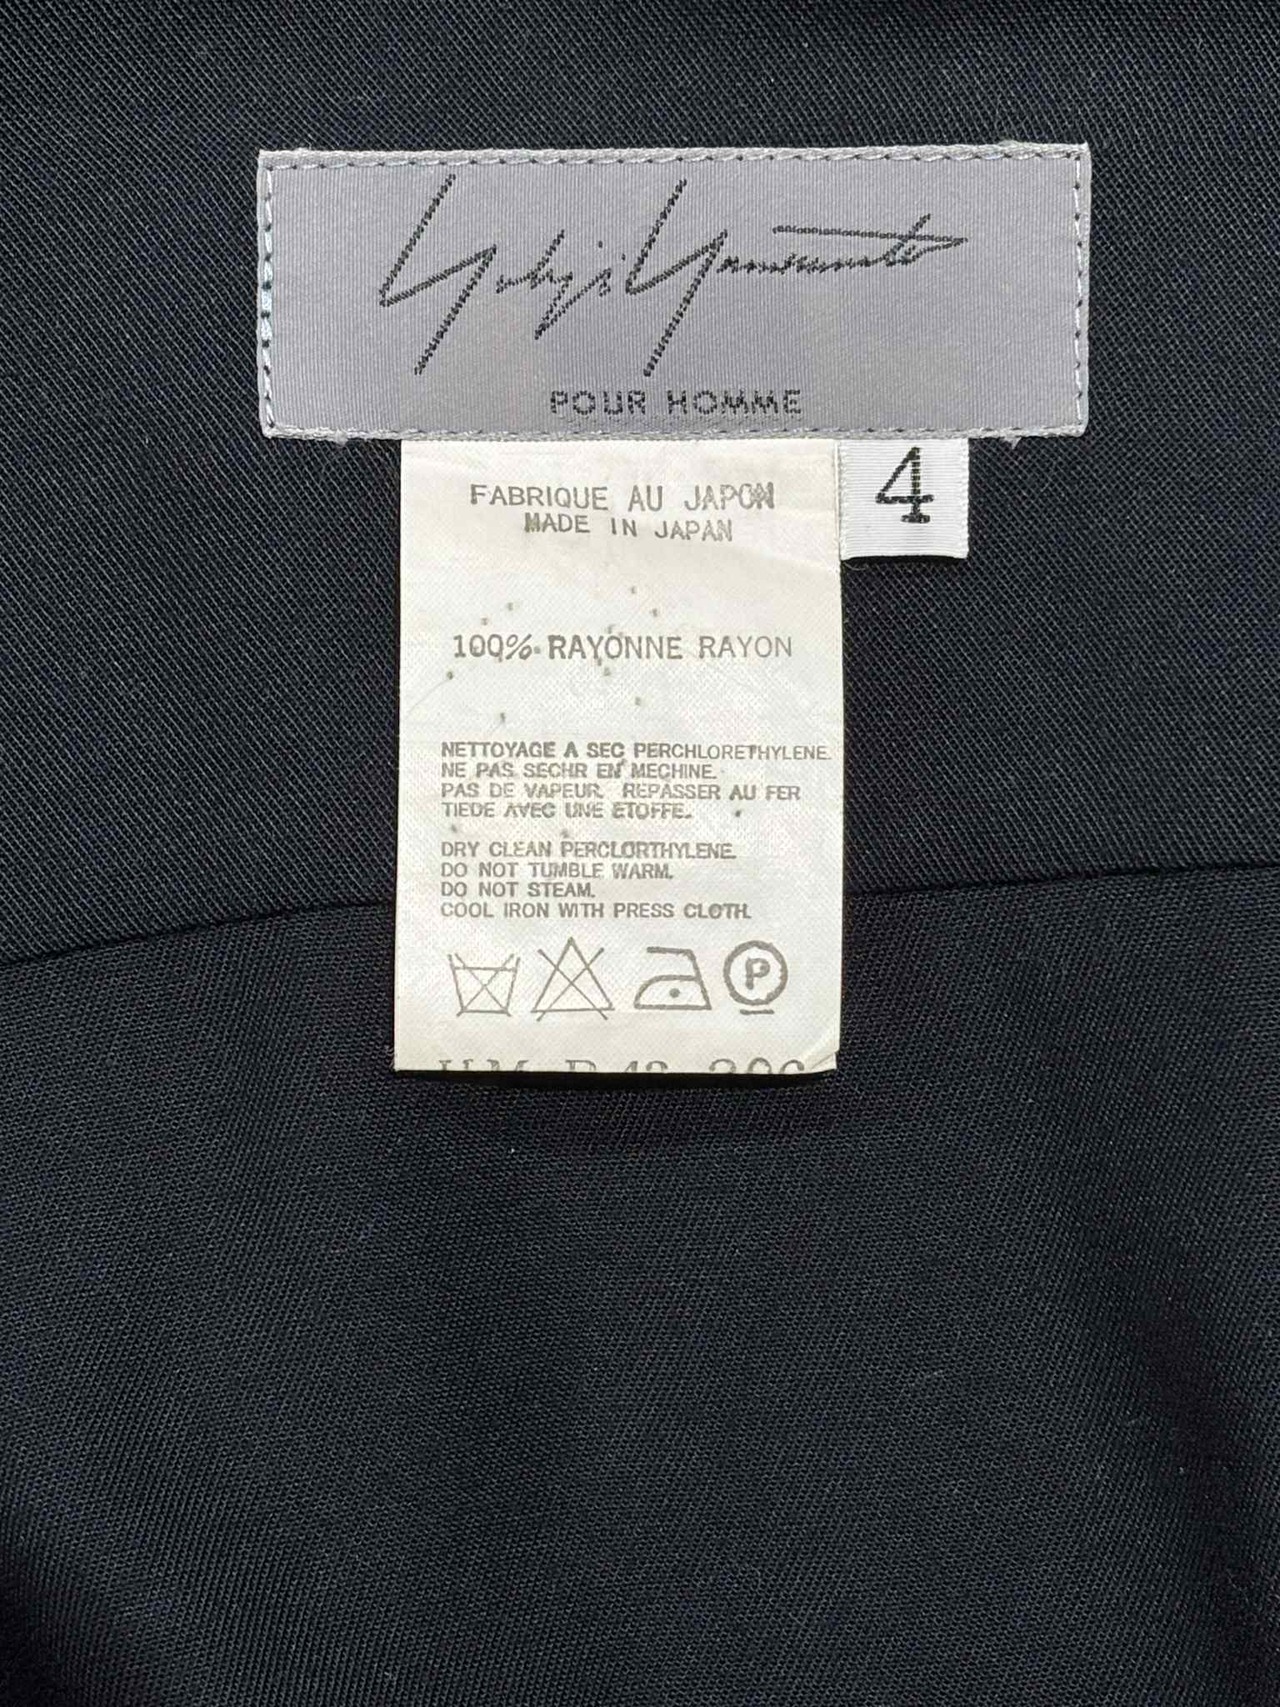 Yohji Yamamoto
POUR HOMME
4
FABRIQUE AU JAPON
MADE IN JAPAN
100% RAYONNE RAYON
NETTOYAGE A SEC PERCHLORETHYLENE.
NE PAS SECHR EN MECHINE.
PAS DE VAPEUR. REPASSER AU FER
TIEDE AVEC UNE ETOFFE.
DRY CLEAN PERCLORTHYLENE.
DO NOT TUMBLE WARM.
DO NOT STEAM.
COOL IRON WITH PRESS CLOTH.
P